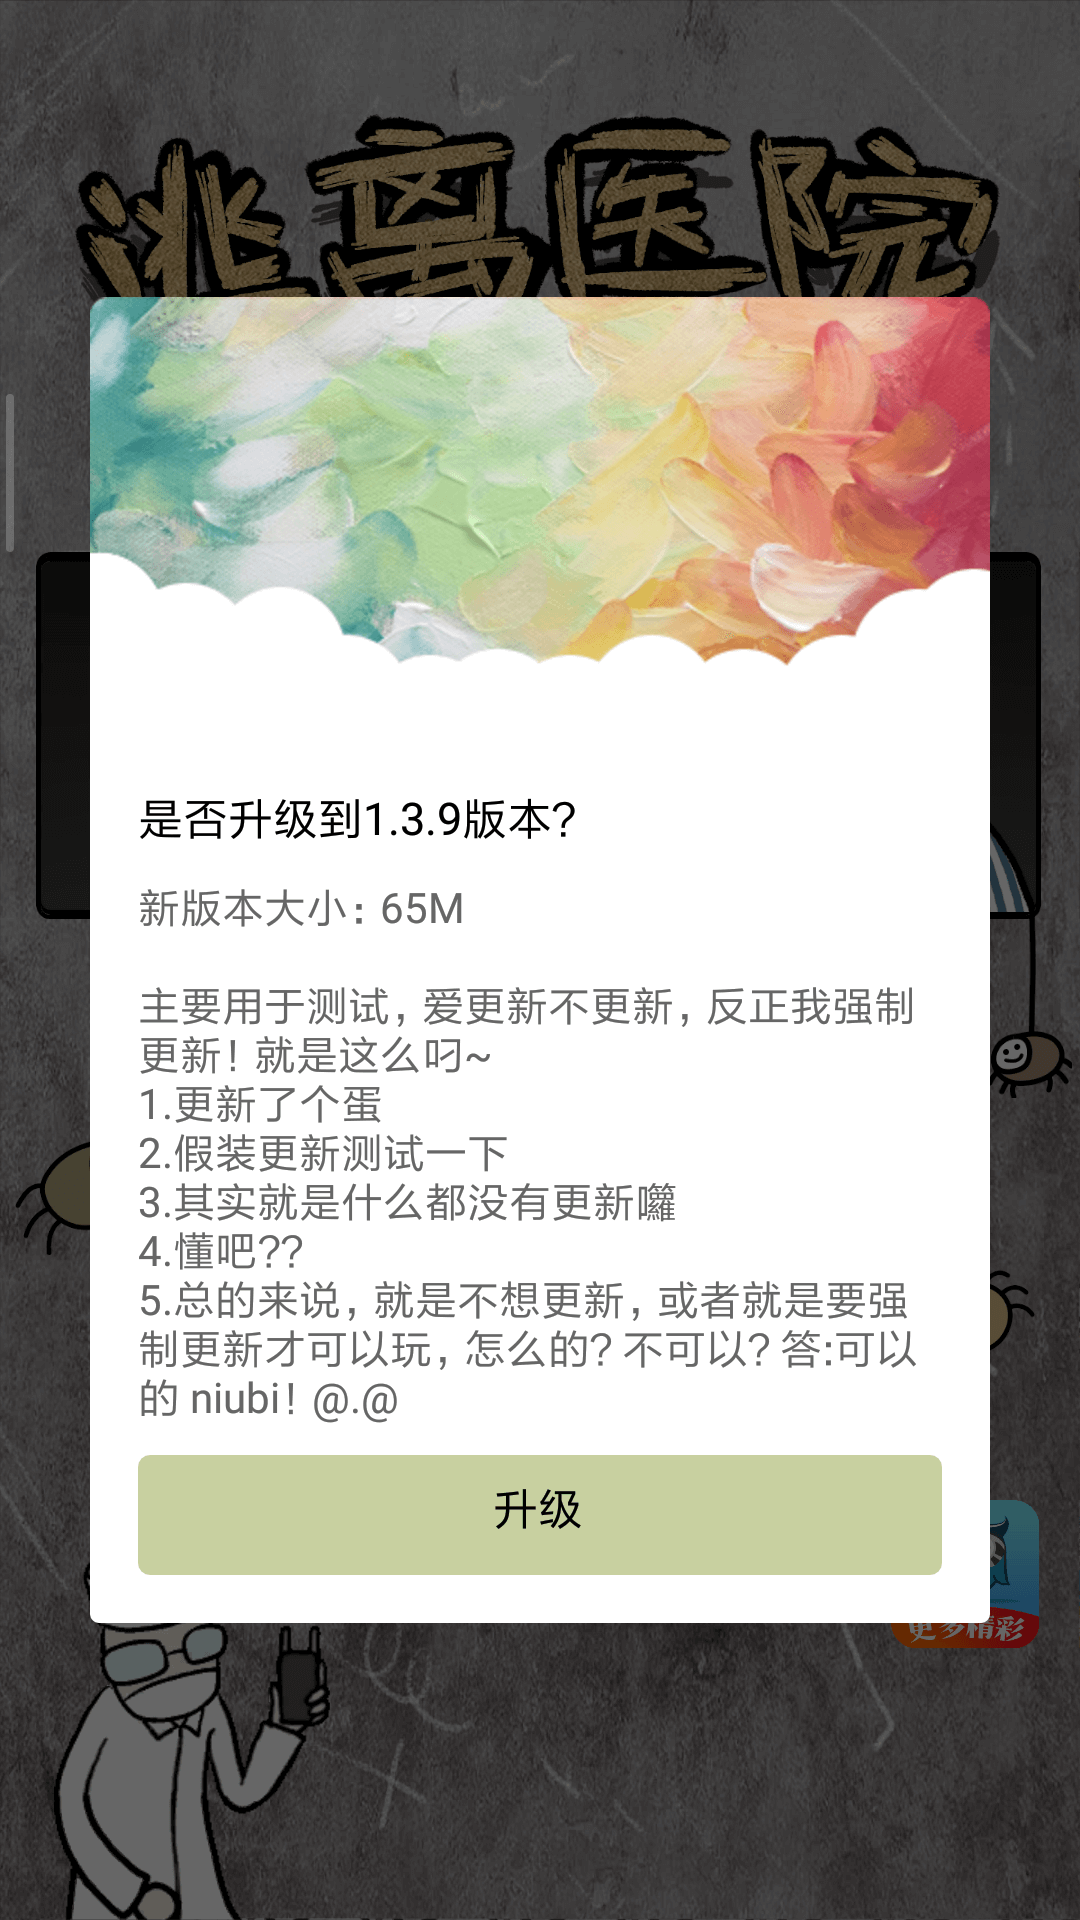 逃离医院
是否升级到1.3.9版本?
新版本大小：65M
主要用于测试，爱更新不更新，反正我强制
更新！就是这么叼~
1.更新了个蛋
2.假装更新测试一下
3.其实就是什么都没有更新囖
4.懂吧??
5.总的来说，就是不想更新，或者就是要强
制更新才可以玩，怎么的? 不可以? 答:可以
的 niubi！@.@
升级
更多精彩